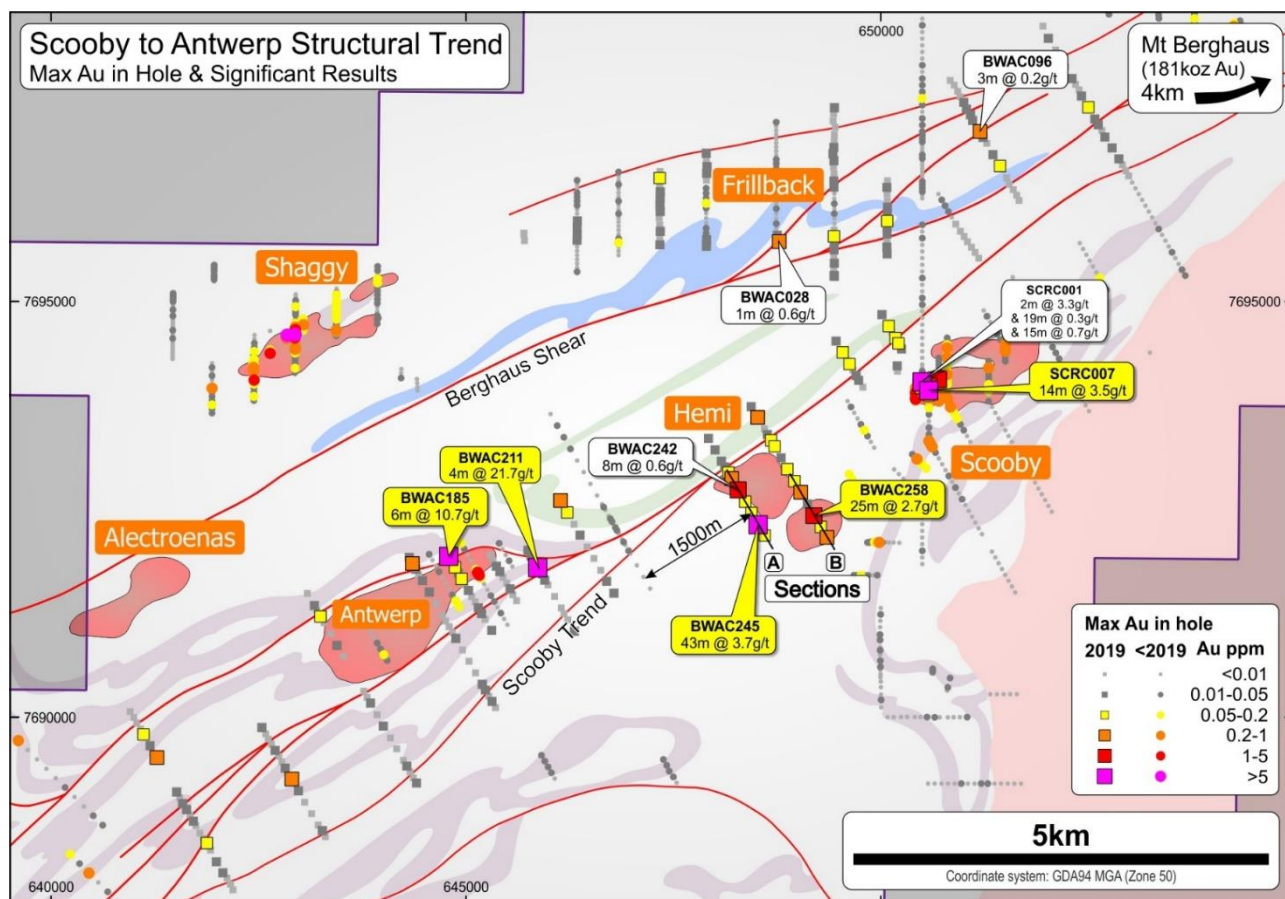 Scooby to Antwerp Structural Trend
Max Au in Hole & Significant Results
650000
Mt Berghaus
(181koz Au)
4km
BWAC096
3m @ 0.2g/t
Frillback
Shaggy
7695000
7695000
BWAC028
1m @ 0.6g/t
SCRC001
2m @ 3.3g/t
& 19m @ 0.3g/t
& 15m @ 0.7g/t
Berghaus Shear
SCRC007
14m @ 3.5g/t
Hemi
BWAC242
8m @ 0.6g/t
Scooby
BWAC211
4m @ 21.7g/t
BWAC185
6m @ 10.7g/t
BWAC258
25m @ 2.7g/t
Alectroenas
1500m
A
B
Sections
Antwerp
Scooby Trend
BWAC245
43m @ 3.7g/t
Max Au in hole
2019 <2019 Au ppm
<0.01
0.01-0.05
0.05-0.2
0.2-1
1-5
>5
7690000
5km
Coordinate system: GDA94 MGA (Zone 50)
640000
645000